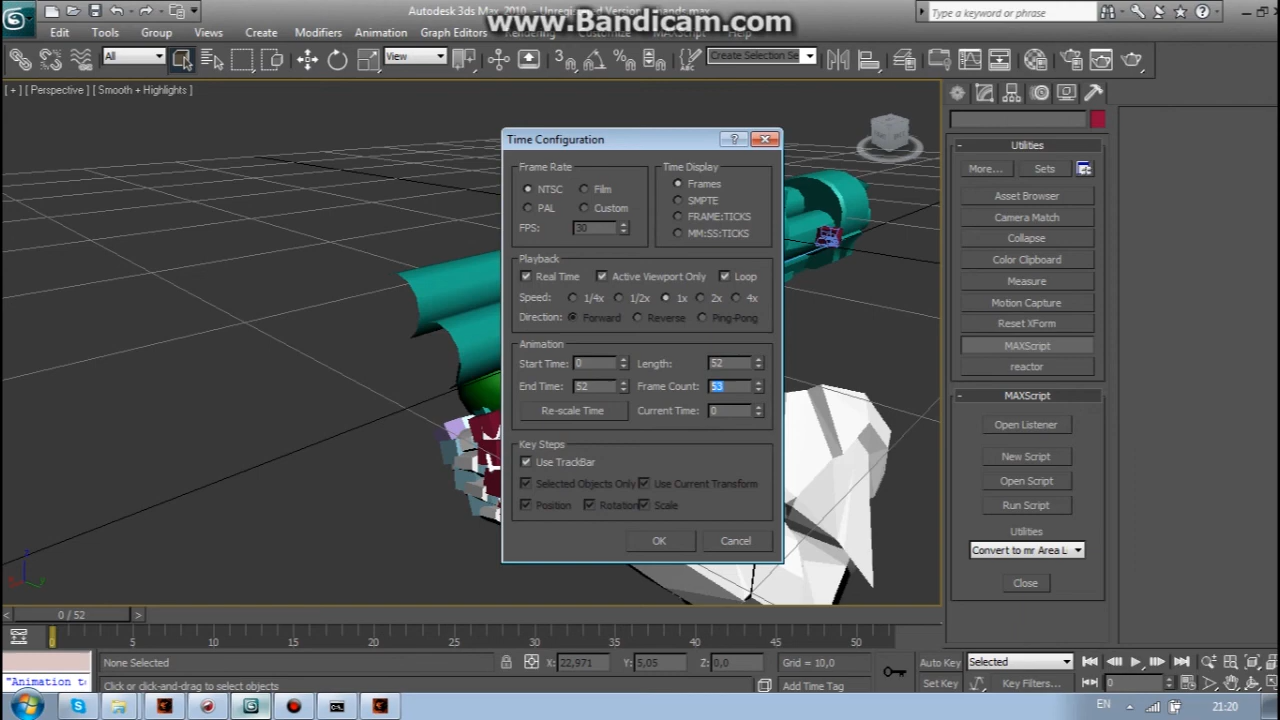 www.Bandicam.com
Autodesk 3ds Max 2010
Type a keyword or phrase
Edit
Tools
Group
Views
Create
Modifiers
Animation
Graph Editors
Rendering
Customize
MAXScript
Help
All
View
Create Selection Se
[ + ] [ Perspective ] [ Smooth + Highlights ]
Time Configuration
Frame Rate
NTSC
Film
PAL
Custom
FPS:
30
Time Display
Frames
SMPTE
FRAME:TICKS
MM:SS:TICKS
Playback
Real Time
Active Viewport Only
Loop
Speed:
1/4x
1/2x
1x
2x
4x
Direction:
Forward
Reverse
Ping-Pong
Animation
Start Time:
0
Length:
52
End Time:
52
Frame Count:
53
Re-scale Time
Current Time:
0
Key Steps
Use TrackBar
Selected Objects Only
Use Current Transform
Position
Rotation
Scale
OK
Cancel
Utilities
More...
Sets
Asset Browser
Camera Match
Collapse
Color Clipboard
Measure
Motion Capture
Reset XForm
MAXScript
reactor
MAXScript
Open Listener
New Script
Open Script
Run Script
Utilities
Convert to mr Area L
Close
0 / 52
0
5
10
15
20
25
30
35
40
45
50
None Selected
X: 22,971
Y: 5,05
Z: 0,0
Grid = 10,0
Auto Key
Selected
"Animation to
Click or click-and-drag to select objects
Add Time Tag
Set Key
Key Filters...
0
EN
21:20